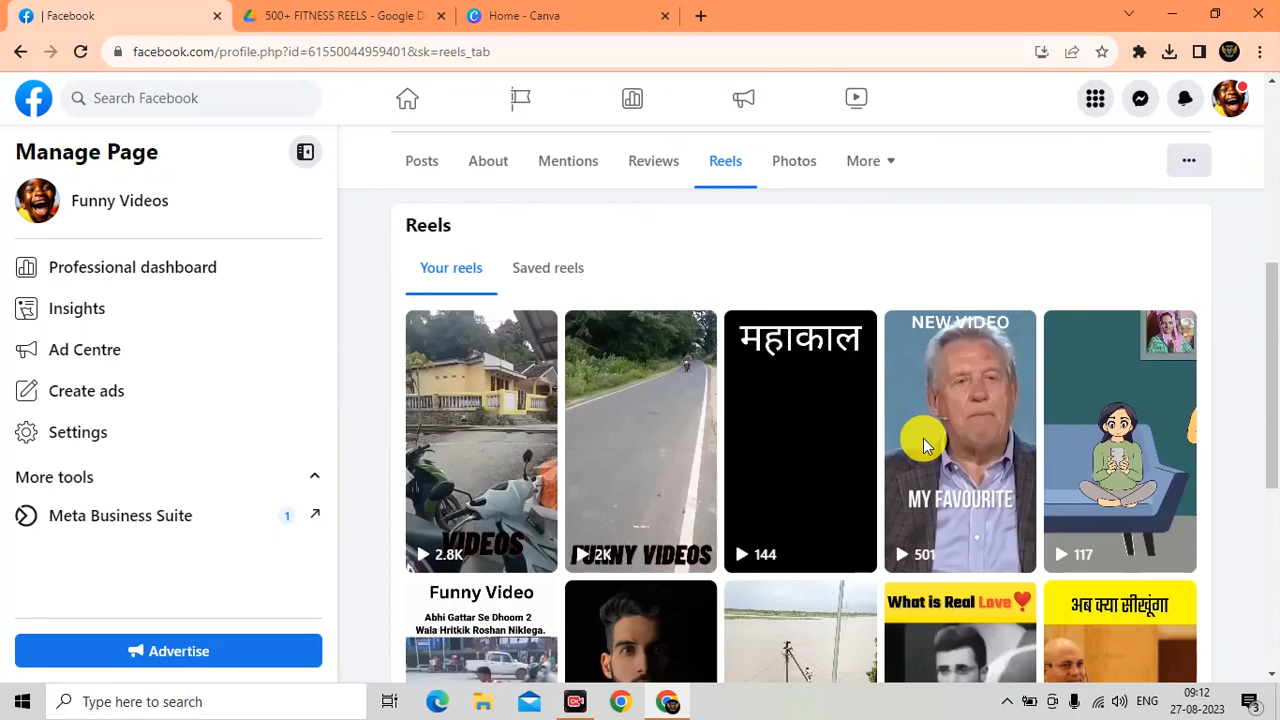 | Facebook
500+ FITNESS REELS - Google D
Home - Canva
facebook.com/profile.php?id=61550044959401&sk=reels_tab
Search Facebook
Manage Page
Funny Videos
Professional dashboard
Insights
Ad Centre
Create ads
Settings
More tools
Meta Business Suite
1
Advertise
Posts
About
Mentions
Reviews
Reels
Photos
More
Reels
Your reels
Saved reels
VIDEOS
2.8K
FUNNY VIDEOS
2K
महाकाल
144
NEW VIDEO
MY FAVOURITE
501
117
Funny Video
Abhi Gattar Se Dhoom 2
Wala Hritkik Roshan Niklega.
What is Real Love
अब क्या सीखूंगा
Type here to search
ENG
09:12
27-08-2023
3